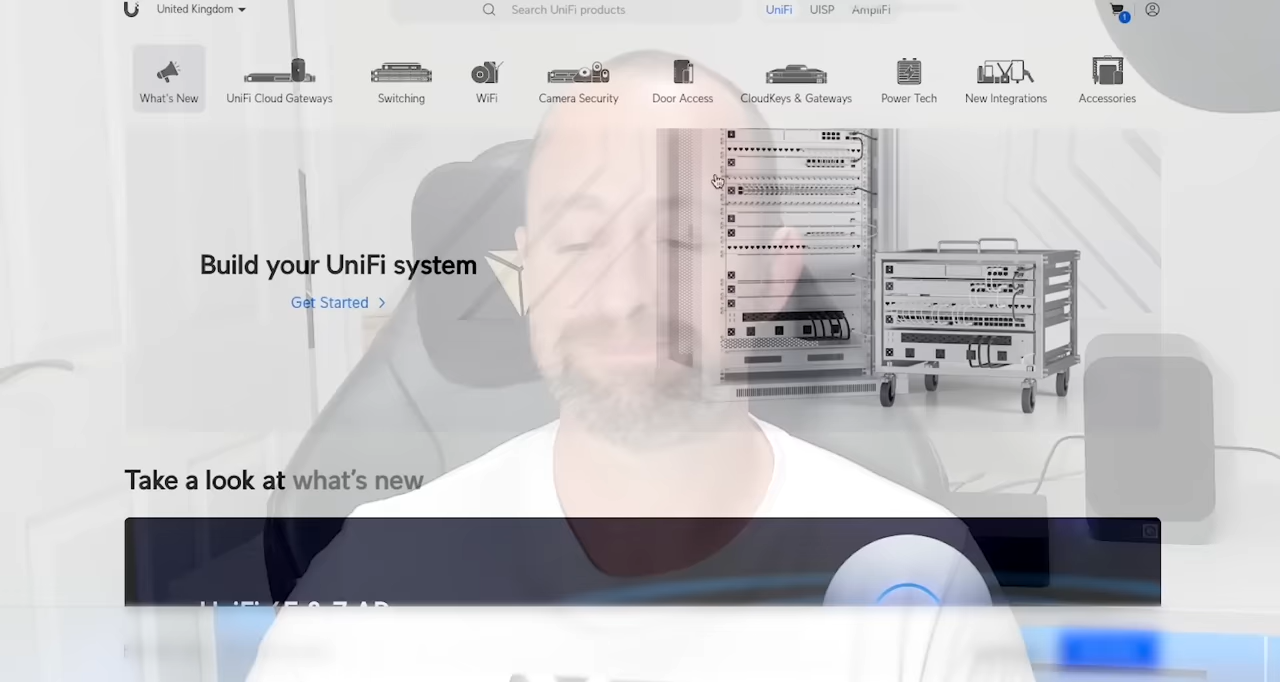 United Kingdom
Search UniFi products
UniFi UISP AmpliFi
1
What's New UniFi Cloud Gateways Switching WiFi Camera Security Door Access CloudKeys & Gateways Power Tech New Integrations Accessories
Build your UniFi system
Get Started
Take a look at what's new